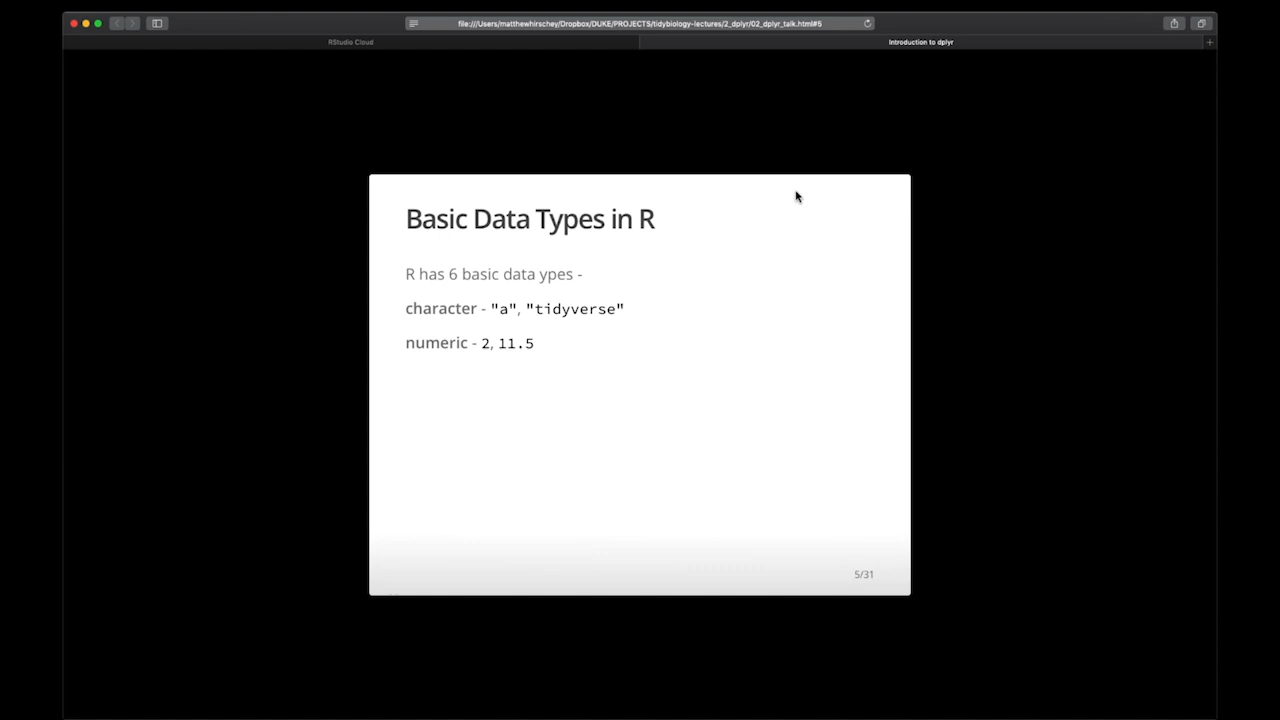 file:///Users/matthewhirschey/Dropbox/DUKE/PROJECTS/tidybiology-lectures/2_dplyr/02_dplyr_talk.html#5
RStudio Cloud
Introduction to dplyr
Basic Data Types in R
R has 6 basic data ypes -
character - "a", "tidyverse"
numeric - 2, 11.5
5/31